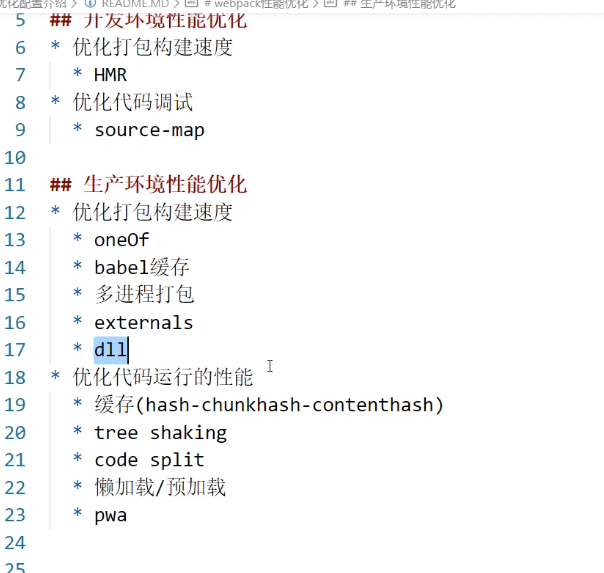 优化配置介绍 > README.MD > # webpack性能优化 > ## 生产环境性能优化
5 ## 开发环境性能优化
6 * 优化打包构建速度
7 * HMR
8 * 优化代码调试
9 * source-map
10
11 ## 生产环境性能优化
12 * 优化打包构建速度
13 * oneOf
14 * babel缓存
15 * 多进程打包
16 * externals
17 * dll
18 * 优化代码运行的性能
19 * 缓存(hash-chunkhash-contenthash)
20 * tree shaking
21 * code split
22 * 懒加载/预加载
23 * pwa
24
25